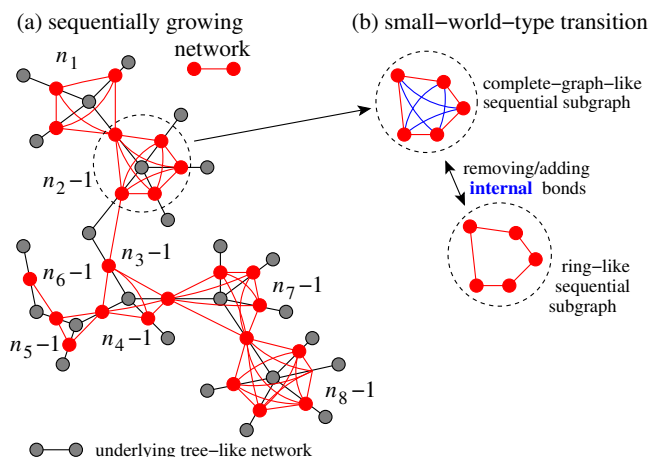 (a) sequentially growing
network
n₁
n₂−1
n₃−1
n₆−1
n₇−1
n₅−1
n₄−1
n₈−1
underlying tree−like network
(b) small−world−type transition
complete−graph−like
sequential subgraph
removing/adding
internal bonds
ring−like
sequential
subgraph